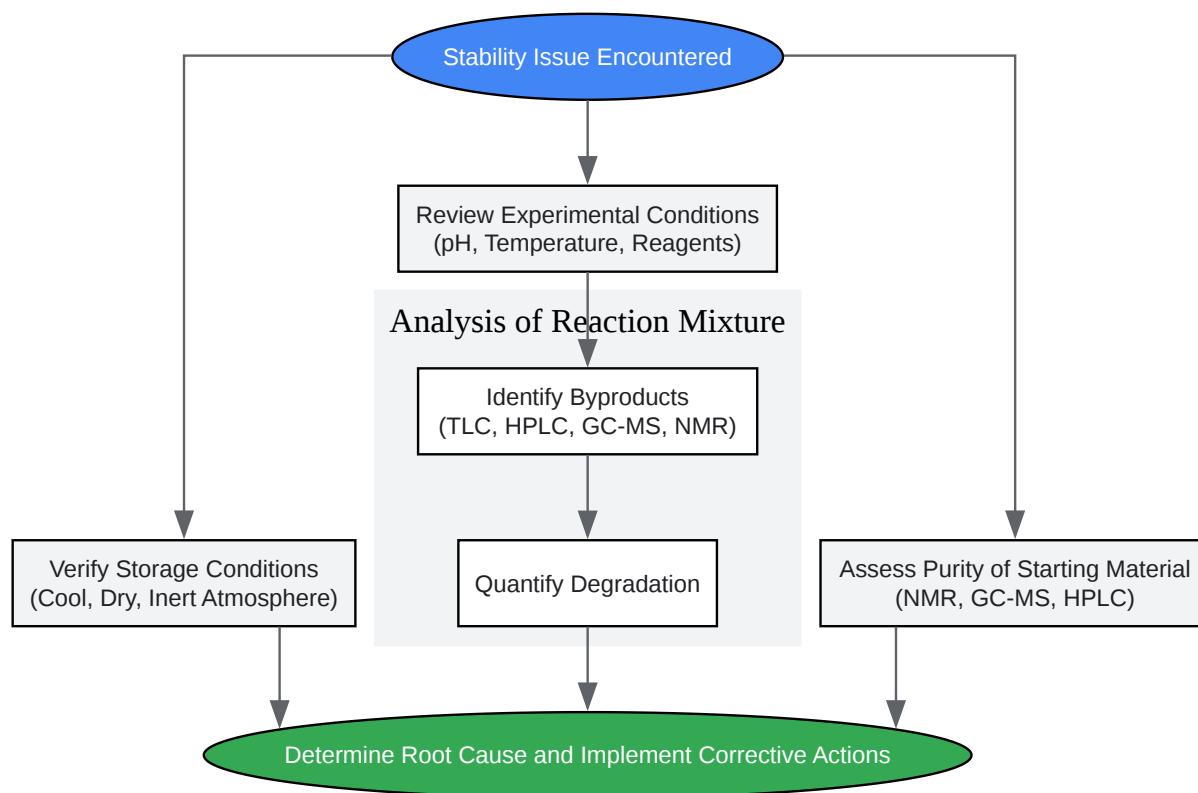 Stability Issue Encountered
Review Experimental Conditions
(pH, Temperature, Reagents)
Analysis of Reaction Mixture
Identify Byproducts
(TLC, HPLC, GC-MS, NMR)
Verify Storage Conditions
(Cool, Dry, Inert Atmosphere)
Quantify Degradation
Assess Purity of Starting Material
(NMR, GC-MS, HPLC)
Determine Root Cause and Implement Corrective Actions